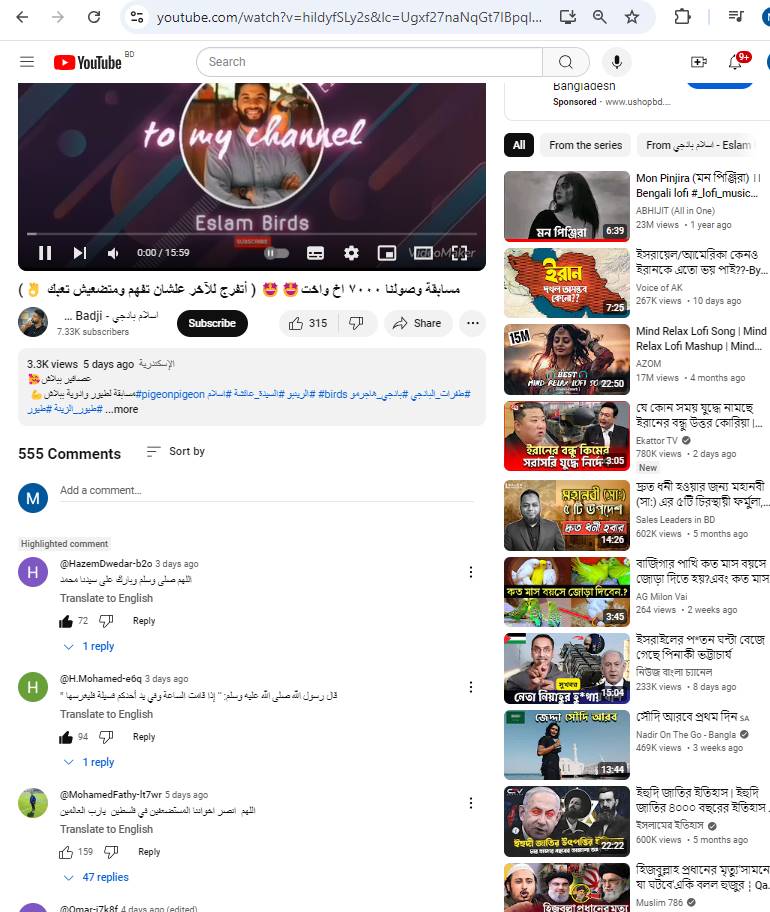 youtube.com/watch?v=hildyfSLy2s&lc=Ugxf27naNqGt7IBpqI...
YouTube BD
Search
9+
to my channel
Eslam Birds
SUBSCRIBE
0:00 / 15:59
VideoMaker
مسابقة وصولنا ٧٠٠٠ اخ واخت🤩🤩 ( أتفرج للآخر علشان تفهم ومتضعيش تعبك 👌 )
... Badji - اسلام بادجي
7.33K subscribers
Subscribe
315
Share
3.3K views 5 days ago الإسكندرية
عصافير ببلاش🥰
#طفرات_البادجي #بادجي_هاجرمو #birds #الرينبو #السيدة_عائشة #اسلام #pigeonpigeonمسابقة لطيور وادوية ببلاش💪
#طيور_الزينة #طيور ...more
555 Comments
Sort by
M
Add a comment...
Highlighted comment
H
@HazemDwedar-b2o 3 days ago
اللهم صلى وسلم وبارك على سيدنا محمد
Translate to English
72
Reply
1 reply
H
@H.Mohamed-e6q 3 days ago
قال رسول الله صلى الله عليه وسلم: " إذا قامت الساعة وفي يد أحدكم فسيلة فليغرسها "
Translate to English
94
Reply
1 reply
@MohamedFathy-lt7wr 5 days ago
اللهم انصر اخواننا المستضعفين في فلسطين يارب العالمين
Translate to English
159
Reply
47 replies
@Omar-i7k8f 4 days ago (edited)
Bangladesh
Sponsored · www.ushopbd....
All
From the series
From اسلام بادجي - Eslam
মন পিঞ্জিরা
6:39
Mon Pinjira (মন পিঞ্জিরা) ।।
Bengali lofi #_lofi_music...
ABHIJIT (All in One)
23M views · 1 year ago
ইরান
দখল অসম্ভব
কেনো??
7:25
ইসরায়েল/আমেরিকা কেনও
ইরানকে এতো ভয় পাই??-By...
Voice of AK
267K views · 10 days ago
15M
BEST
MIND RELAX LOFI SO
22:50
Mind Relax Lofi Song | Mind
Relax Lofi Mashup | Mind...
AZOM
17M views · 4 months ago
ইরানের বন্ধু কিমের
সরাসরি যুদ্ধে নির্দে
3:05
যে কোন সময় যুদ্ধে নামছে
ইরানের বন্ধু উত্তর কোরিয়া |...
Ekattor TV
780K views · 2 days ago
New
মহানবী (সা:)
৫ টি উপদেশ
দ্রুত ধনী হবার
14:26
দ্রুত ধনী হওয়ার জন্য মহানবী
(সা:) এর ৫টি চিরস্থায়ী ফর্মুলা,...
Sales Leaders in BD
602K views · 5 months ago
কত মাস বয়সে জোড়া দিবেন.?
3:45
বাজিগার পাখি কত মাস বয়সে
জোড়া দিতে হয়?এবং কত মাস
AG Milon Vai
264 views · 2 weeks ago
সুখবর
নেতা নিয়াহুর হ*ত্যা
15:04
ইসরাইলের প*তন ঘন্টা বেজে
গেছে পিনাকী ভট্টাচার্য
নিউজ বাংলা চ্যানেল
233K views · 8 days ago
জেদ্দা সৌদি আরব
13:44
সৌদি আরবে প্রথম দিন SA
Nadir On The Go - Bangla
469K views · 3 weeks ago
ইহুদী জাতির উৎপত্তির ই
22:22
ইহুদি জাতির ইতিহাস | ইহুদি
জাতির ৪০০০ বছরের ইতিহাস .
ইসলামের ইতিহাস
600K views · 5 months ago
হিজবুল্লা প্রধানের মৃত্যু
হিজবুল্লাহ প্রধানের মৃত্যু'সামনে
যা ঘটবে'একি বলল হুজুর ¦ Qa..
Muslim 786